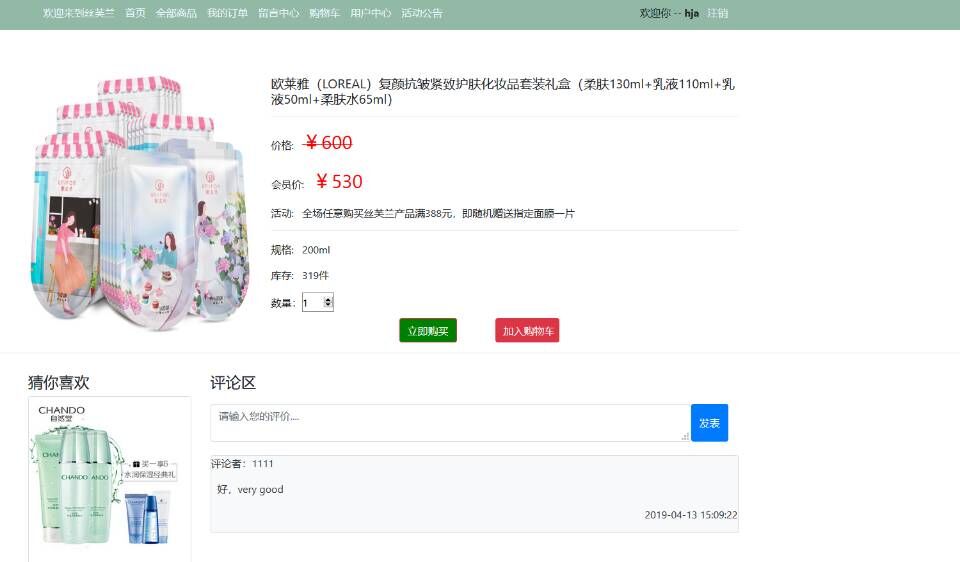 欢迎来到丝芙兰 首页 全部商品 我的订单 留言中心 购物车 用户中心 活动公告 欢迎你 -- hja 注销
欧莱雅（LOREAL）复颜抗皱紧致护肤化妆品套装礼盒（柔肤130ml+乳液110ml+乳
液50ml+柔肤水65ml）
价格: ￥600
会员价: ￥530
活动: 全场任意购买丝芙兰产品满388元，即随机赠送指定面膜一片
规格: 200ml
库存: 319件
数量: 1
立即购买 加入购物车
猜你喜欢
CHANDO
自然堂
买一享5
水润保湿经典礼
CHANDO
评论区
请输入您的评价....
发表
评论者: 1111
好，very good
2019-04-13 15:09:22